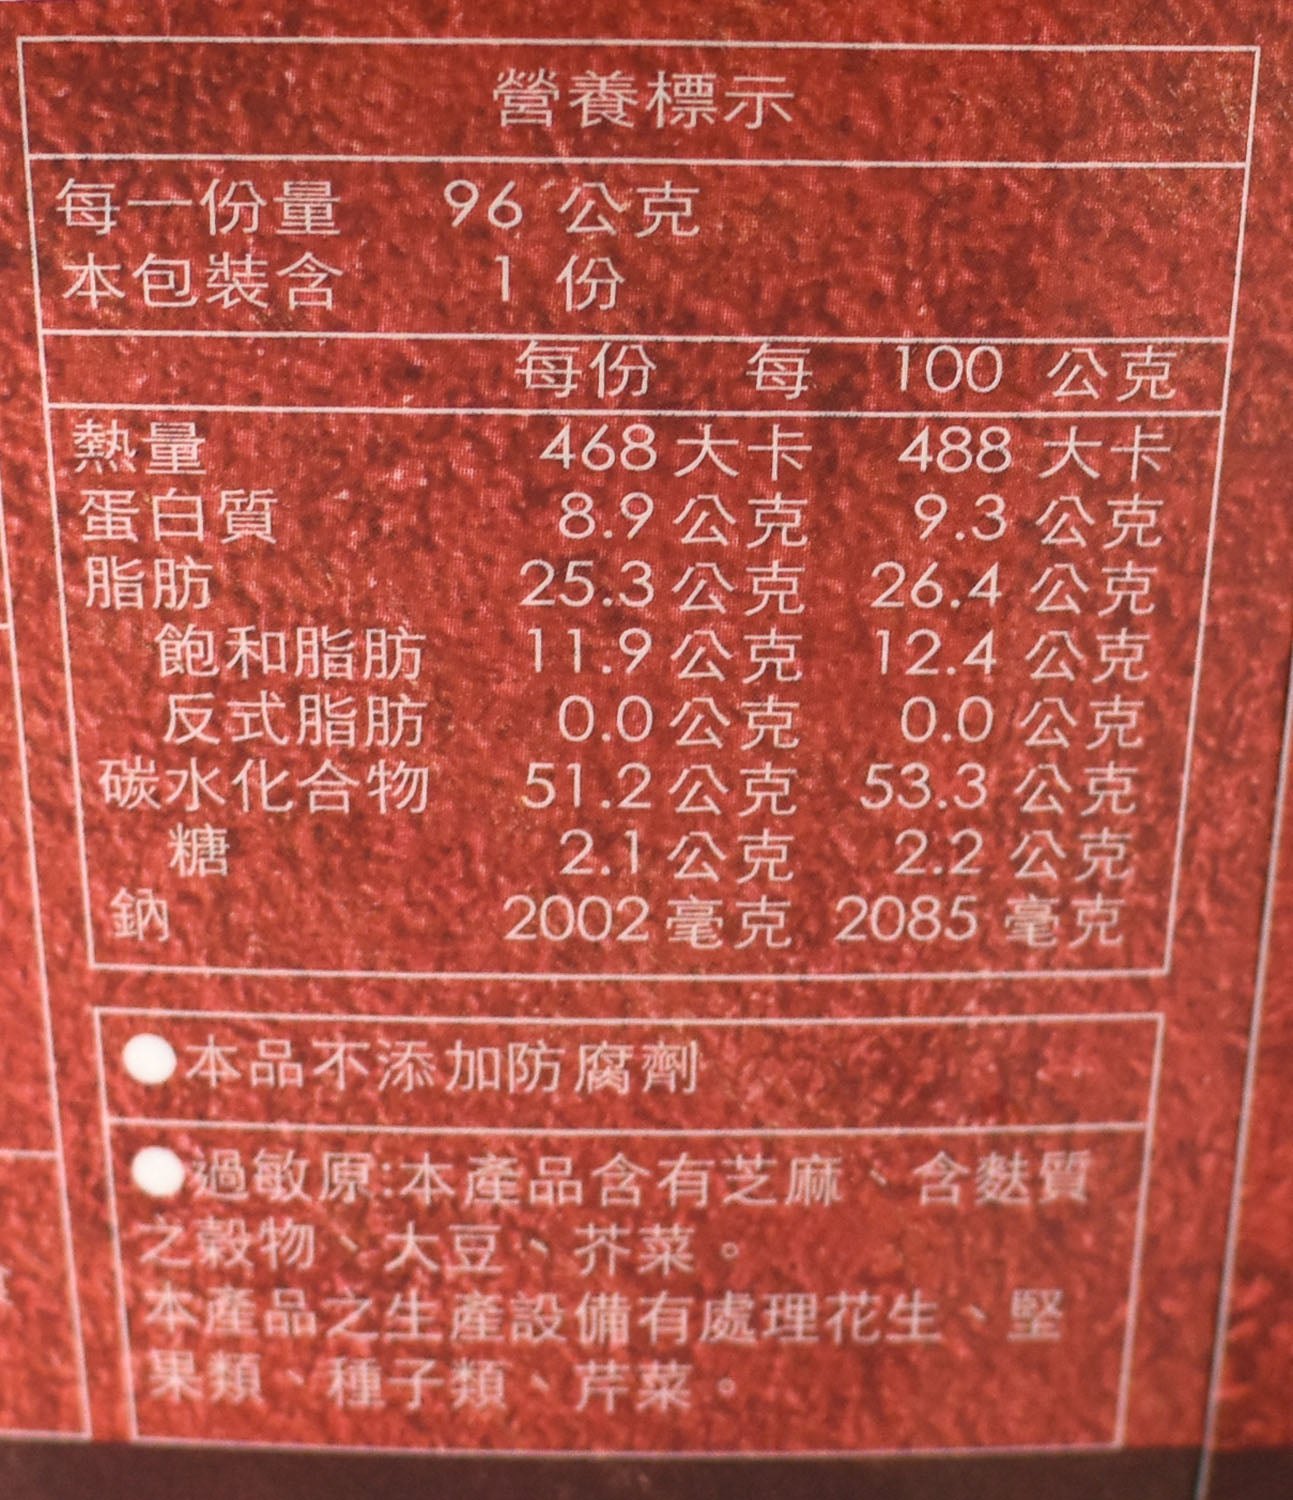 營養標示
每一份量 96 公克
本包裝含 1 份
每份 每 100 公克
熱量 468 大卡 488 大卡
蛋白質 8.9 公克 9.3 公克
脂肪 25.3 公克 26.4 公克
飽和脂肪 11.9 公克 12.4 公克
反式脂肪 0.0 公克 0.0 公克
碳水化合物 51.2 公克 53.3 公克
糖 2.1 公克 2.2 公克
鈉 2002 毫克 2085 毫克
●本品不添加防腐劑
●過敏原:本產品含有芝麻、含麩質
之穀物、大豆、芥菜。
本產品之生產設備有處理花生、堅
果類、種子類、芹菜。